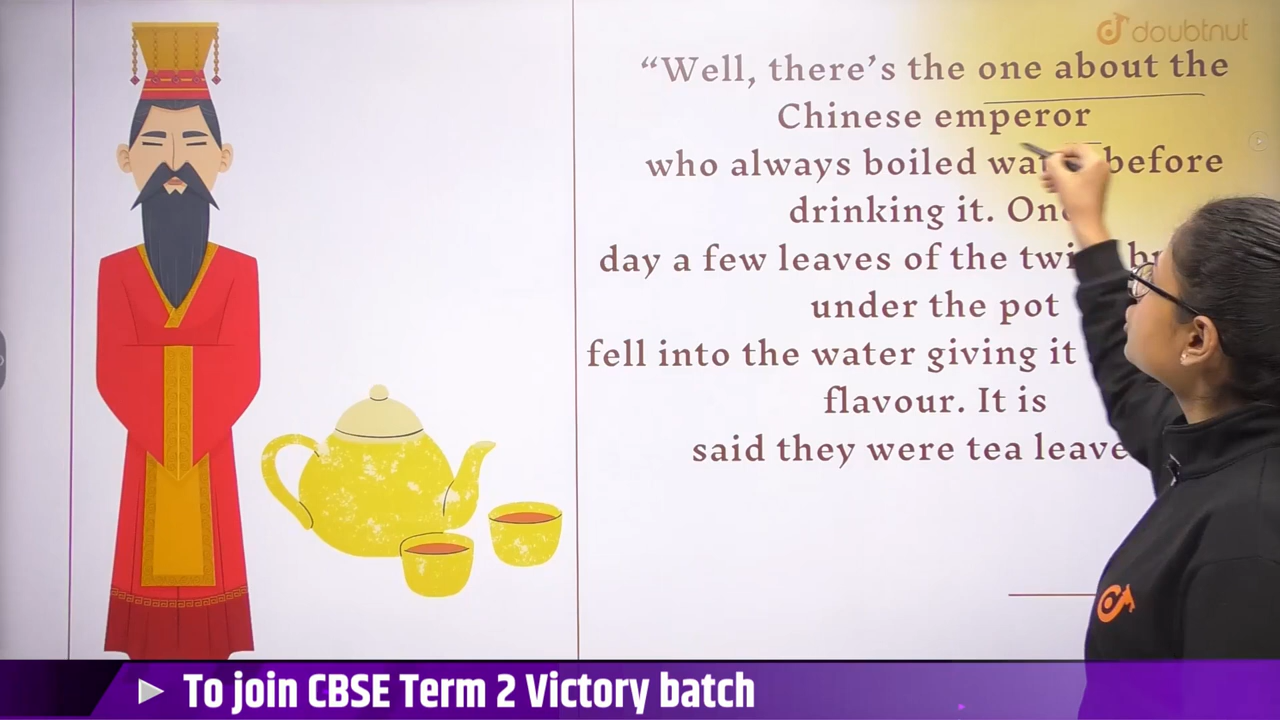 doubtnut
“Well, there’s the one about the
Chinese emperor
who always boiled before
drinking it. One
day a few leaves of the
under the pot
fell into the water giving it
flavour. It is
said they were tea leave
To join CBSE Term 2 Victory batch